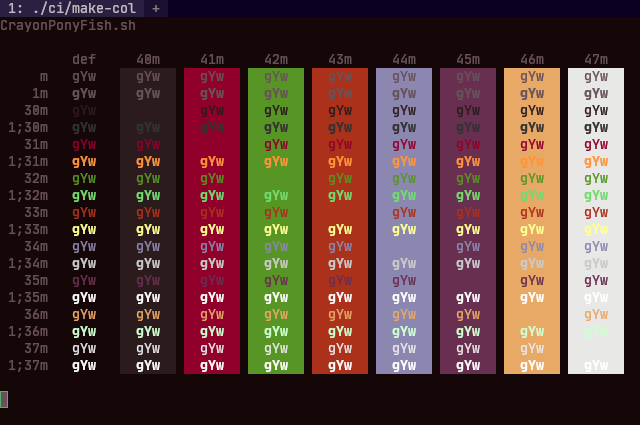 1: ./ci/make-col +
CrayonPonyFish.sh
def 40m 41m 42m 43m 44m 45m 46m 47m
m gYw gYw gYw gYw gYw gYw gYw gYw gYw
1m gYw gYw gYw gYw gYw gYw gYw gYw gYw
30m gYw gYw gYw gYw gYw gYw gYw gYw
1;30m gYw gYw gYw gYw gYw gYw gYw gYw gYw
31m gYw gYw gYw gYw gYw gYw gYw gYw
1;31m gYw gYw gYw gYw gYw gYw gYw gYw gYw
32m gYw gYw gYw gYw gYw gYw gYw gYw
1;32m gYw gYw gYw gYw gYw gYw gYw gYw gYw
33m gYw gYw gYw gYw gYw gYw gYw gYw
1;33m gYw gYw gYw gYw gYw gYw gYw gYw gYw
34m gYw gYw gYw gYw gYw gYw gYw gYw
1;34m gYw gYw gYw gYw gYw gYw gYw gYw gYw
35m gYw gYw gYw gYw gYw gYw gYw gYw
1;35m gYw gYw gYw gYw gYw gYw gYw gYw gYw
36m gYw gYw gYw gYw gYw gYw gYw gYw
1;36m gYw gYw gYw gYw gYw gYw gYw gYw gYw
37m gYw gYw gYw gYw gYw gYw gYw gYw
1;37m gYw gYw gYw gYw gYw gYw gYw gYw gYw